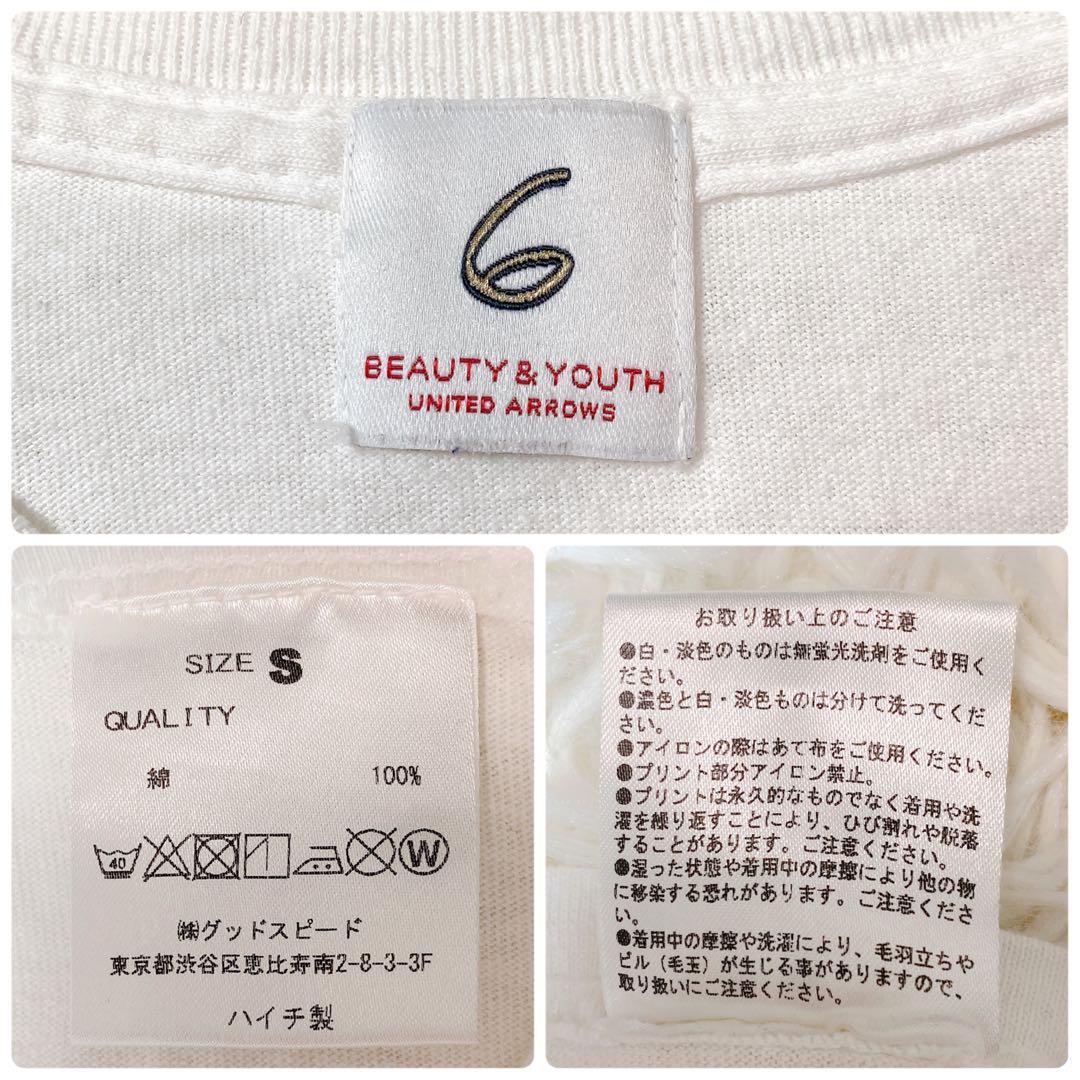 6
BEAUTY & YOUTH
UNITED ARROWS
SIZE S
QUALITY
綿 100%
40 W
㈱グッドスピード
東京都渋谷区恵比寿南2-8-3-3F
ハイチ製
お取り扱い上のご注意
●白・淡色のものは無蛍光洗剤をご使用く
ださい。
●濃色と白・淡色ものは分けて洗ってくだ
さい。
●アイロンの際はあて布をご使用ください。
●プリント部分アイロン禁止。
●プリントは永久的なものでなく着用や洗
濯を繰り返すことにより、ひび割れや脱落
することがあります。ご注意ください。
●湿った状態や着用中の摩擦により他の物
に移染する恐れがあります。ご注意くださ
い。
●着用中の摩擦や洗濯により、毛羽立ちや
ピル（毛玉）が生じる事がありますので、
取り扱いにご注意ください。